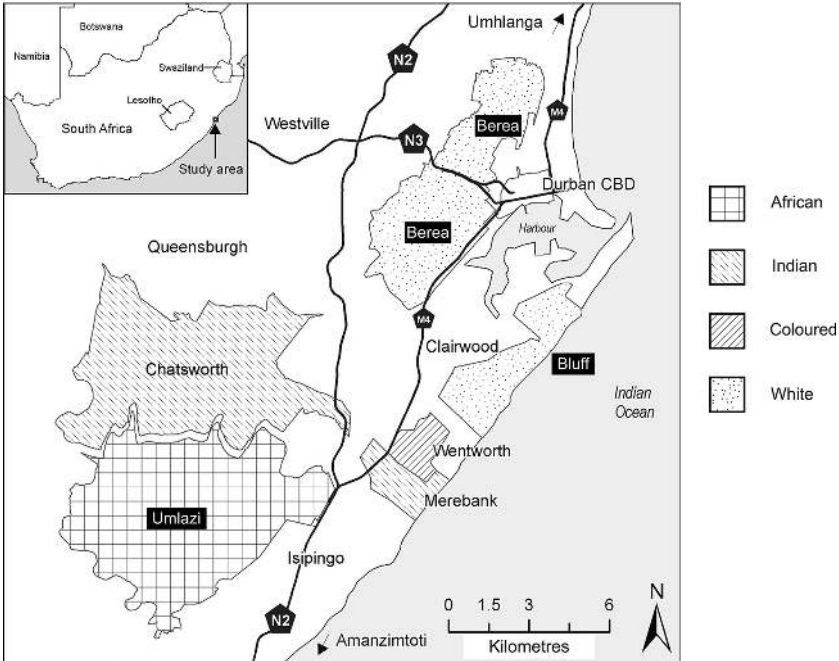 Botswana
Namibia
Swaziland
Lesotho
South Africa
Study area
Umhlanga
N2
Westville
N3
M4
Berea
Durban CBD
Berea
Harbour
Queensburgh
M4
Clairwood
Chatsworth
Bluff
Indian
Ocean
Wentworth
Merebank
Umlazi
Isipingo
N2
Amanzimtoti
0 1.5 3 6
Kilometres
N
African
Indian
Coloured
White